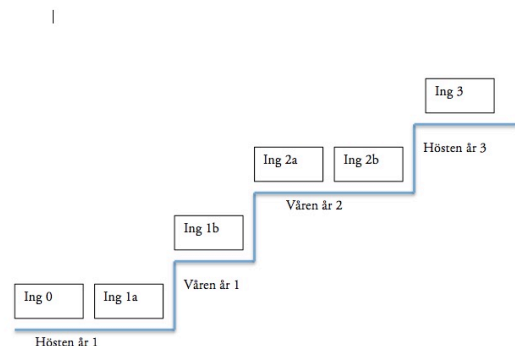 Ing 3
Hösten år 3
Ing 2a
Ing 2b
Våren år 2
Ing 1b
Våren år 1
Ing 0
Ing 1a
Hösten år 1